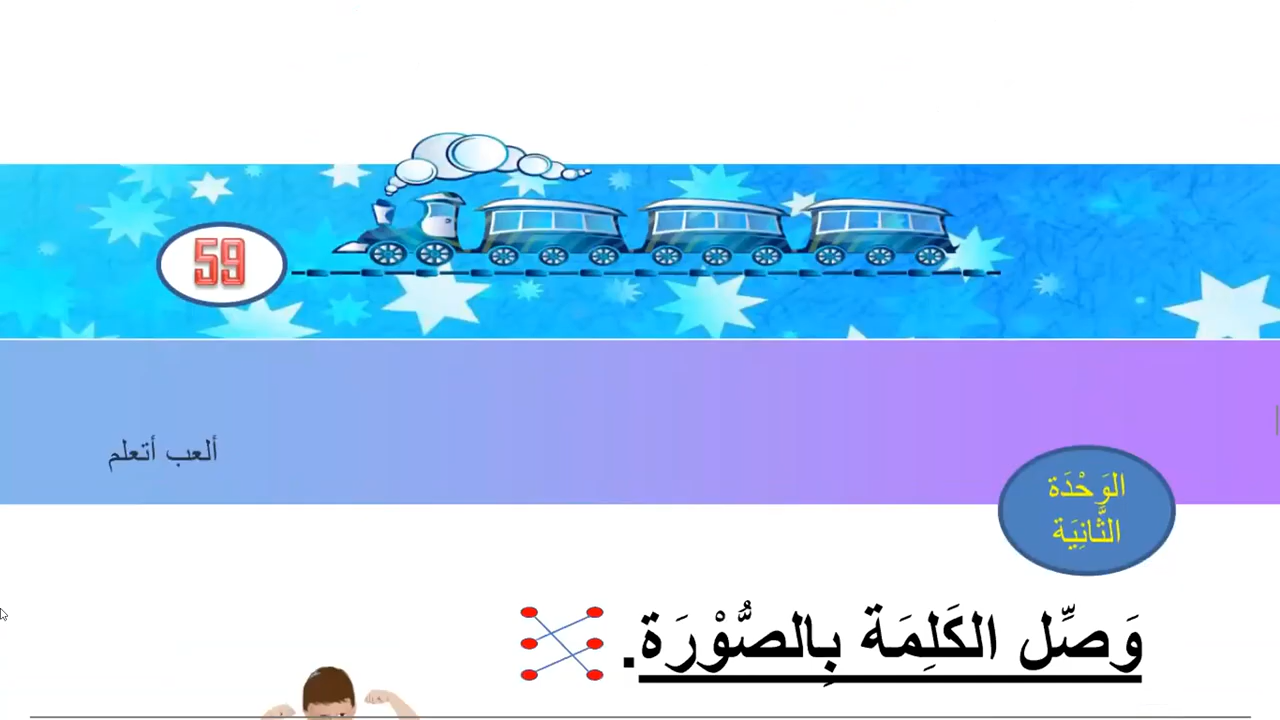 59
ألعب أتعلم
الوَحْدَة
الثَّانِيَة
وَصِّل الكَلِمَة بِالصُّوْرَة.